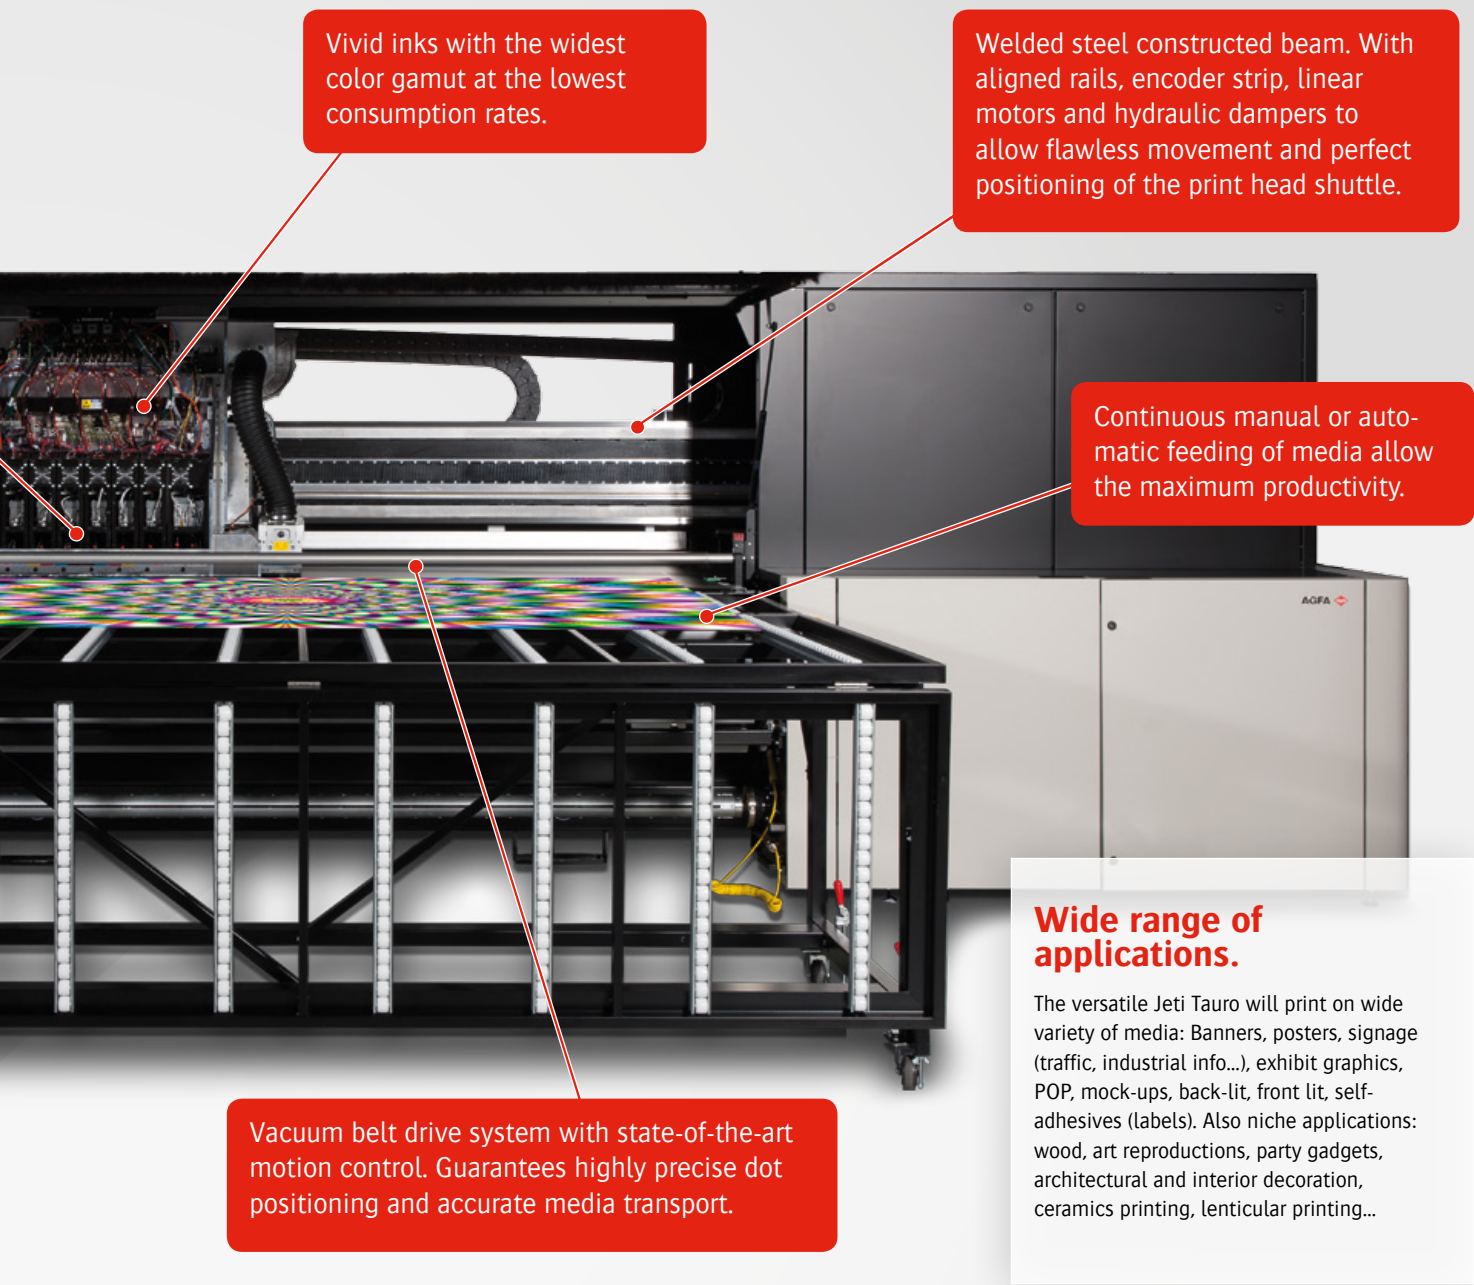 Vivid inks with the widest
color gamut at the lowest
consumption rates.
Welded steel constructed beam. With
aligned rails, encoder strip, linear
motors and hydraulic dampers to
allow flawless movement and perfect
positioning of the print head shuttle.
Continuous manual or auto-
matic feeding of media allow
the maximum productivity.
AGFA
Wide range of
applications.
The versatile Jeti Tauro will print on wide
variety of media: Banners, posters, signage
(traffic, industrial info...), exhibit graphics,
POP, mock-ups, back-lit, front lit, self-
adhesives (labels). Also niche applications:
wood, art reproductions, party gadgets,
architectural and interior decoration,
ceramics printing, lenticular printing...
Vacuum belt drive system with state-of-the-art
motion control. Guarantees highly precise dot
positioning and accurate media transport.